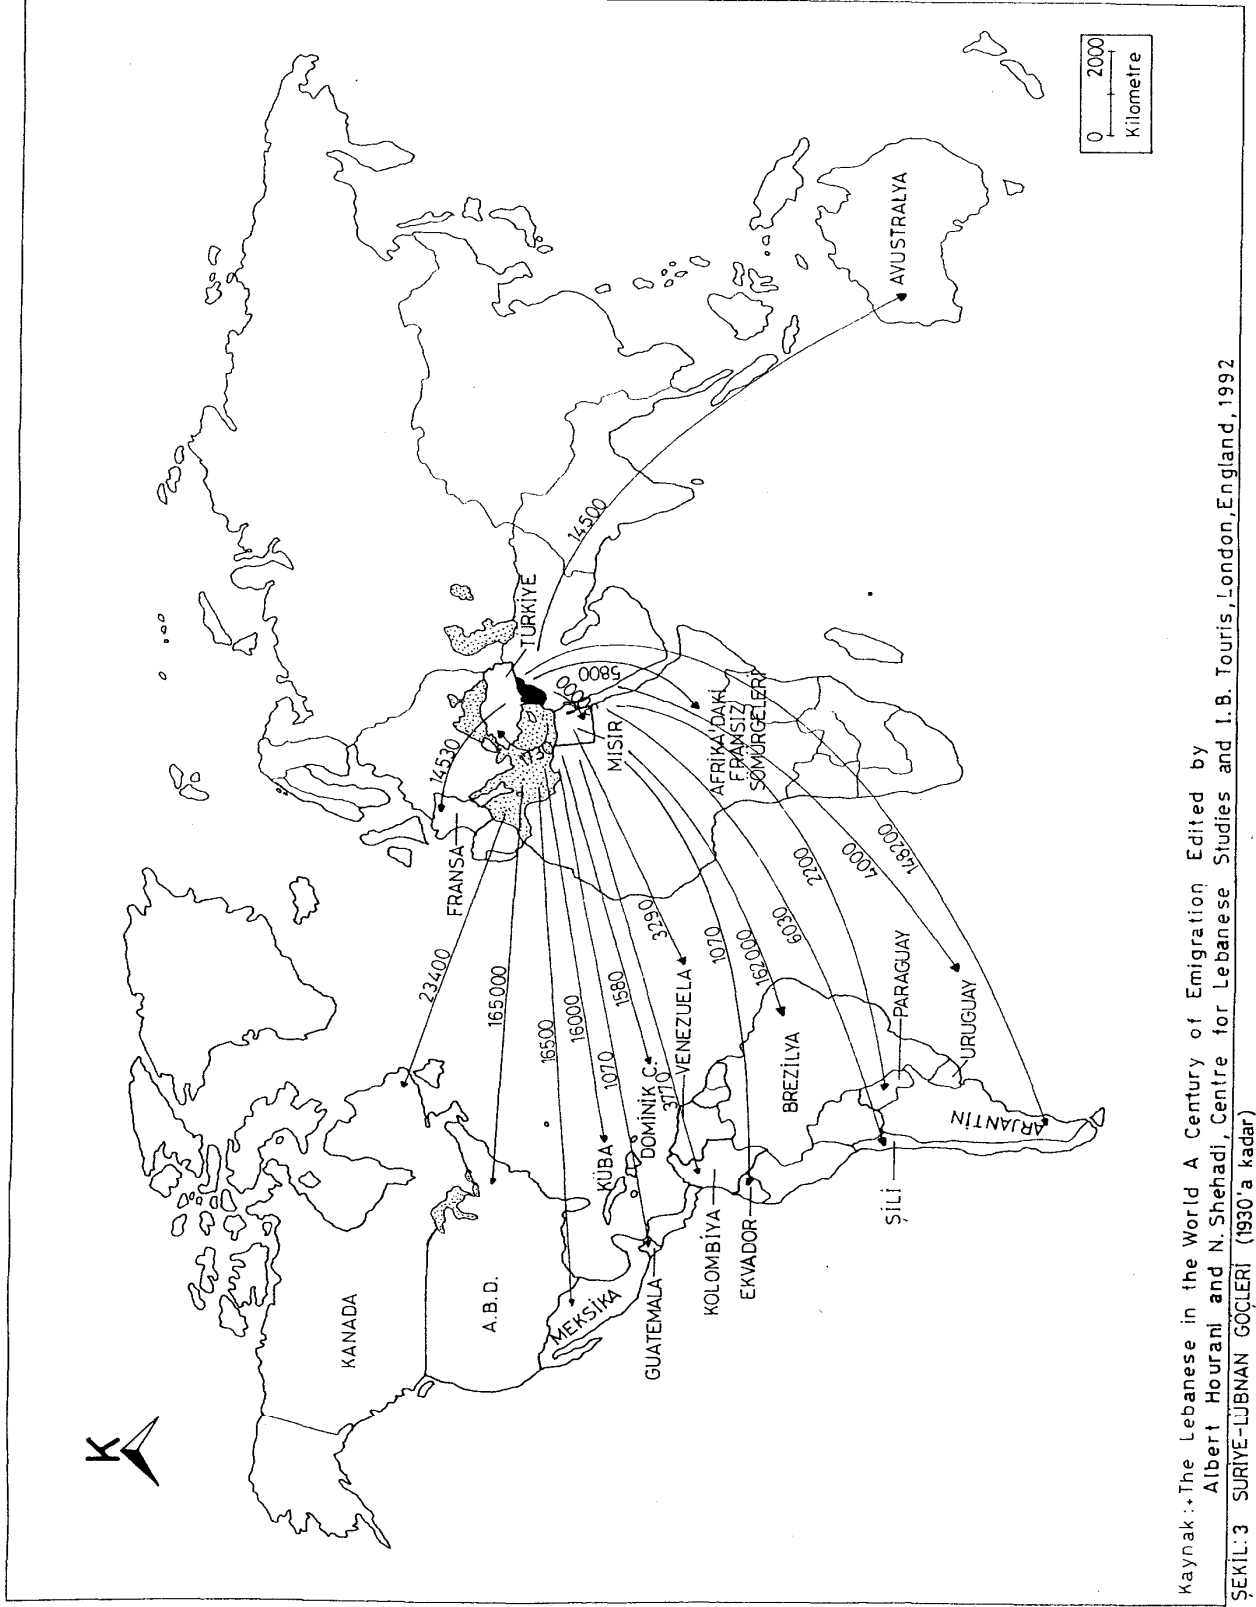 K
KANADA
A.B.D.
MEKSİKA
GUATEMALA
KÜBA
DOMİNİK C.
KOLOMBİYA
EKVADOR
VENEZUELA
BREZİLYA
ŞİLİ
PARAGUAY
URUGUAY
ARJANTİN
FRANSA
TÜRKİYE
MISIR
AFRİKA'DAKİ
FRANSIZ
SÖMÜRGELERİ
AVUSTRALYA
23400
165000
16500
16000
1070
1580
3770
3290
1070
162000
6030
2200
4000
148200
14530
1730
5800
14500
0 2000
Kilometre
Kaynak:•The Lebanese in the World A Century of Emigration Edited by
Albert Hourani and N. Shehadi, Centre for Lebanese Studies and I.B. Touris, London, England, 1992
ŞEKİL:3 SURİYE-LÜBNAN GÖÇLERİ (1930'a kadar)